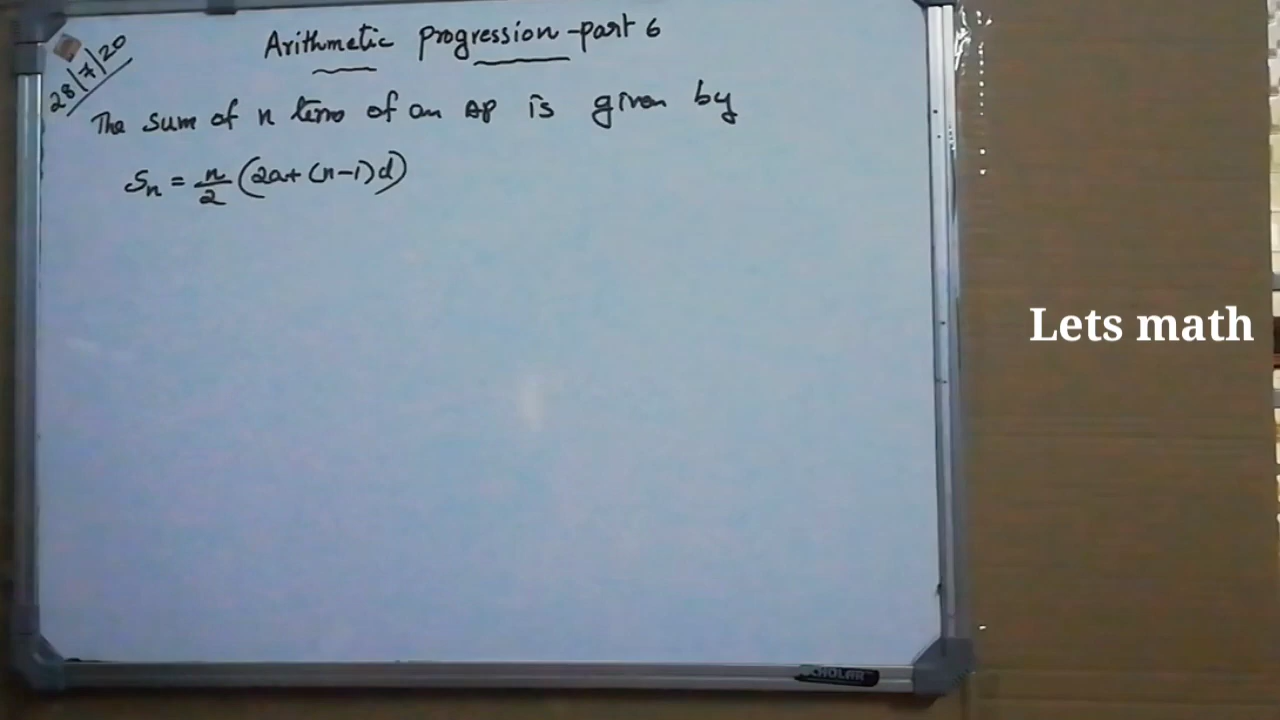 28/7/20
Arithmetic progression-part 6
The sum of n terms of an AP is given by
Sn = n/2 (2a+(n-1)d)
Lets math
SCHOLAR